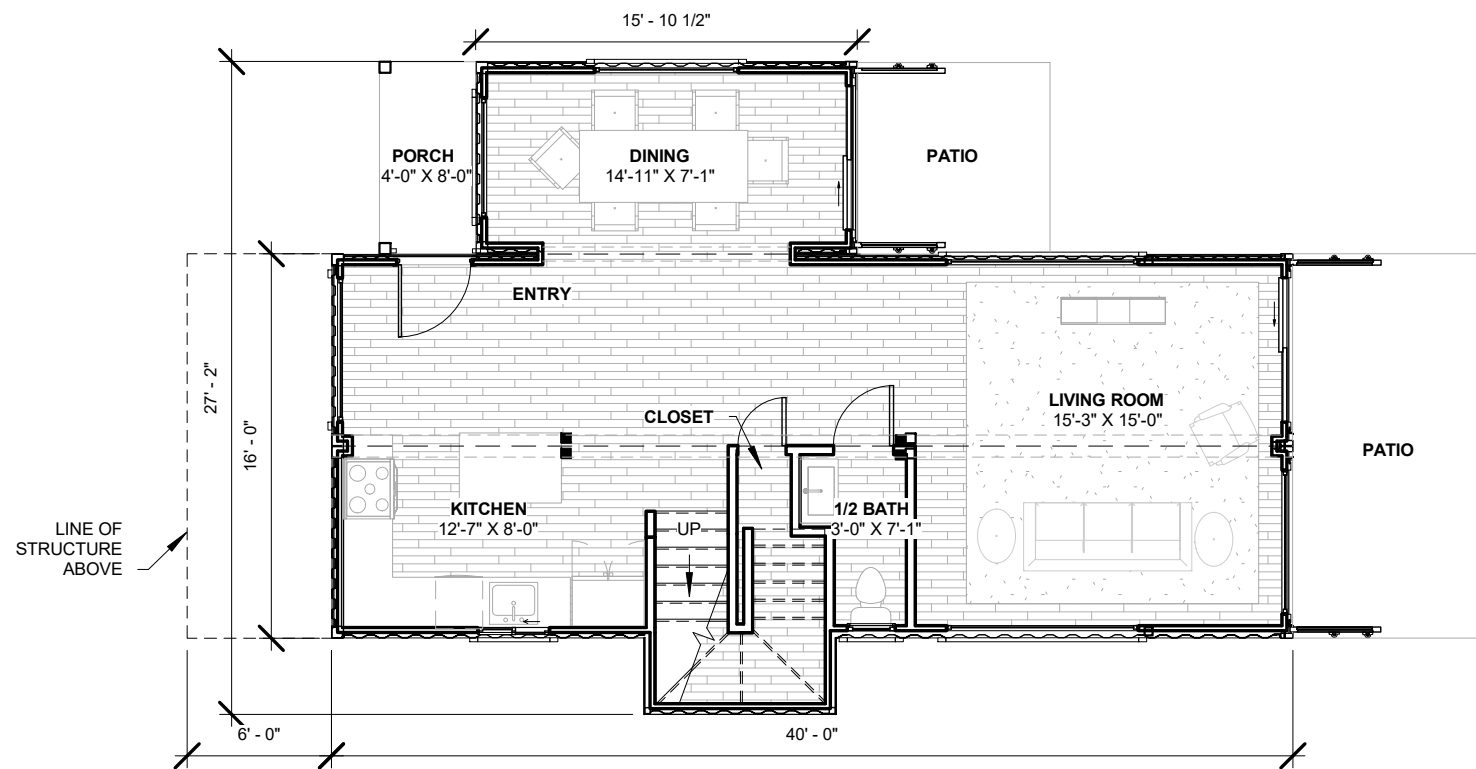 15' - 10 1/2"
PORCH
4'-0" X 8'-0"
DINING
14'-11" X 7'-1"
PATIO
ENTRY
27' - 2"
16' - 0"
CLOSET
LIVING ROOM
15'-3" X 15'-0"
PATIO
KITCHEN
12'-7" X 8'-0"
UP
1/2 BATH
3'-0" X 7'-1"
LINE OF
STRUCTURE
ABOVE
6' - 0"
40' - 0"